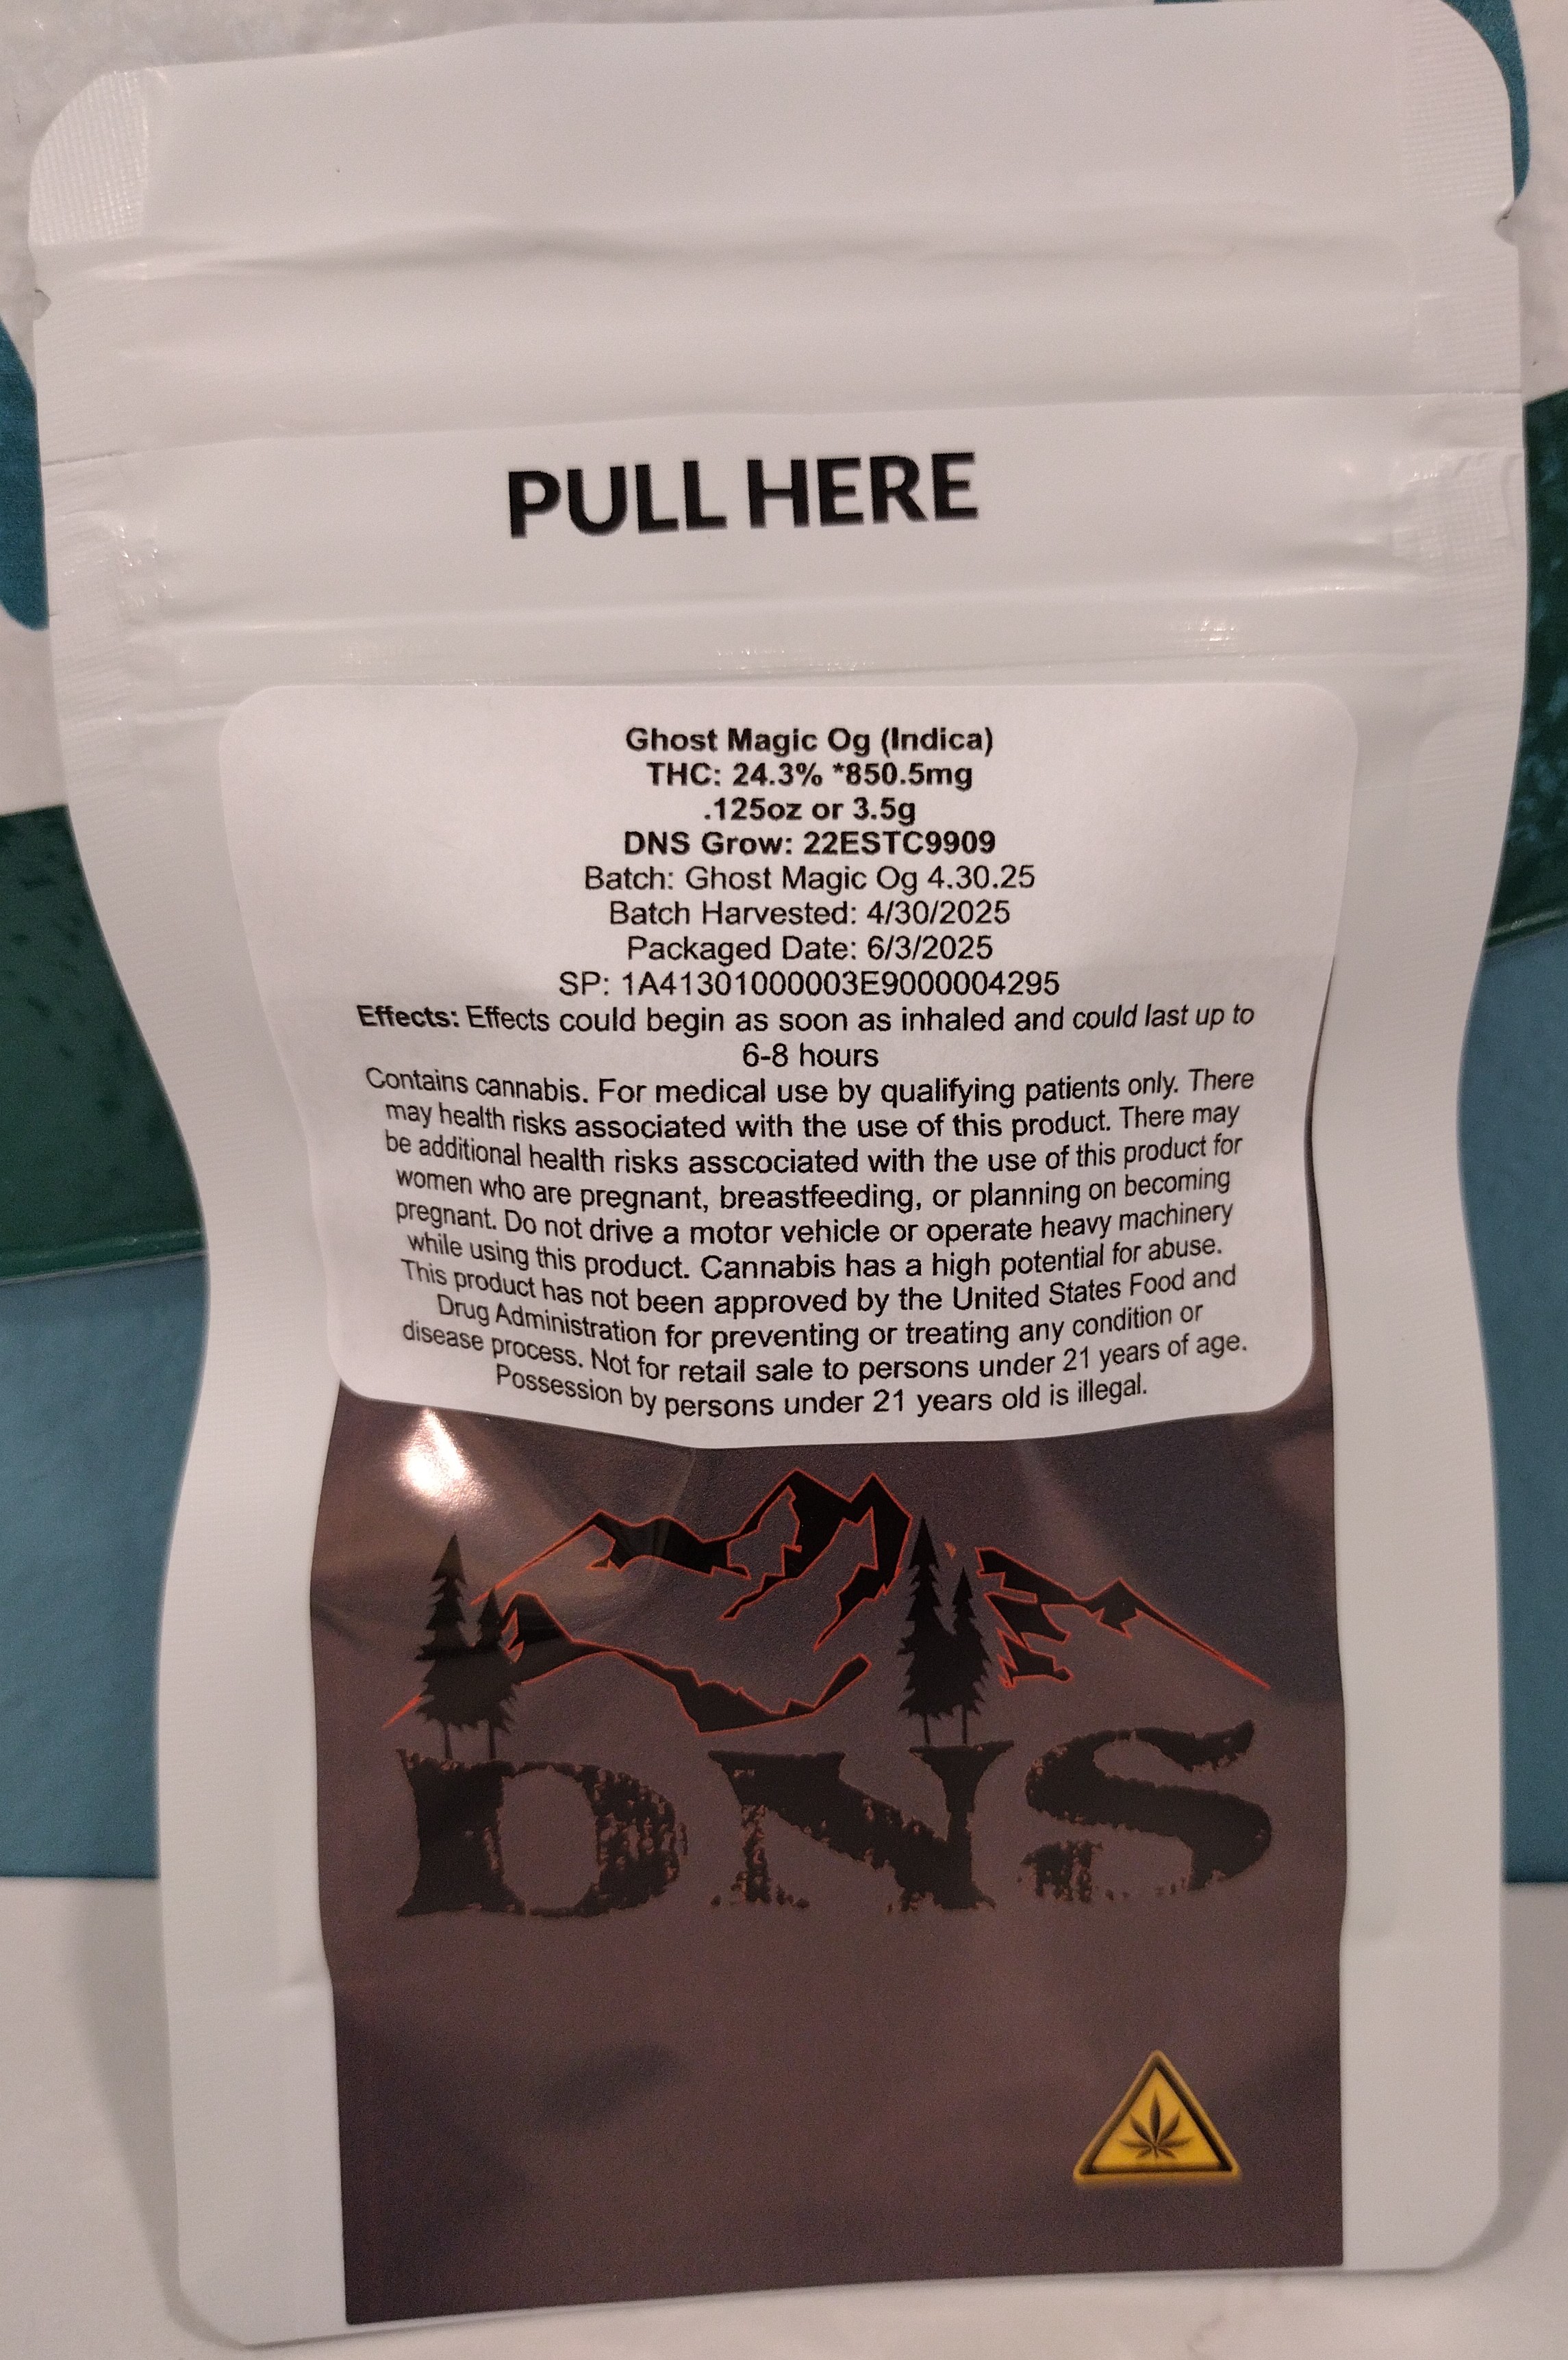 PULL HERE
Ghost Magic Og (Indica)
THC: 24.3% *850.5mg
.125oz or 3.5g
DNS Grow: 22ESTC9909
Batch: Ghost Magic Og 4.30.25
Batch Harvested: 4/30/2025
Packaged Date: 6/3/2025
SP: 1A41301000003E9000004295
Effects: Effects could begin as soon as inhaled and could last up to
6-8 hours
Contains cannabis. For medical use by qualifying patients only. There
may health risks associated with the use of this product. There may
be additional health risks asscociated with the use of this product for
women who are pregnant, breastfeeding, or planning on becoming
pregnant. Do not drive a motor vehicle or operate heavy machinery
while using this product. Cannabis has a high potential for abuse.
This product has not been approved by the United States Food and
Drug Administration for preventing or treating any condition or
disease process. Not for retail sale to persons under 21 years of age.
Possession by persons under 21 years old is illegal.
DNS